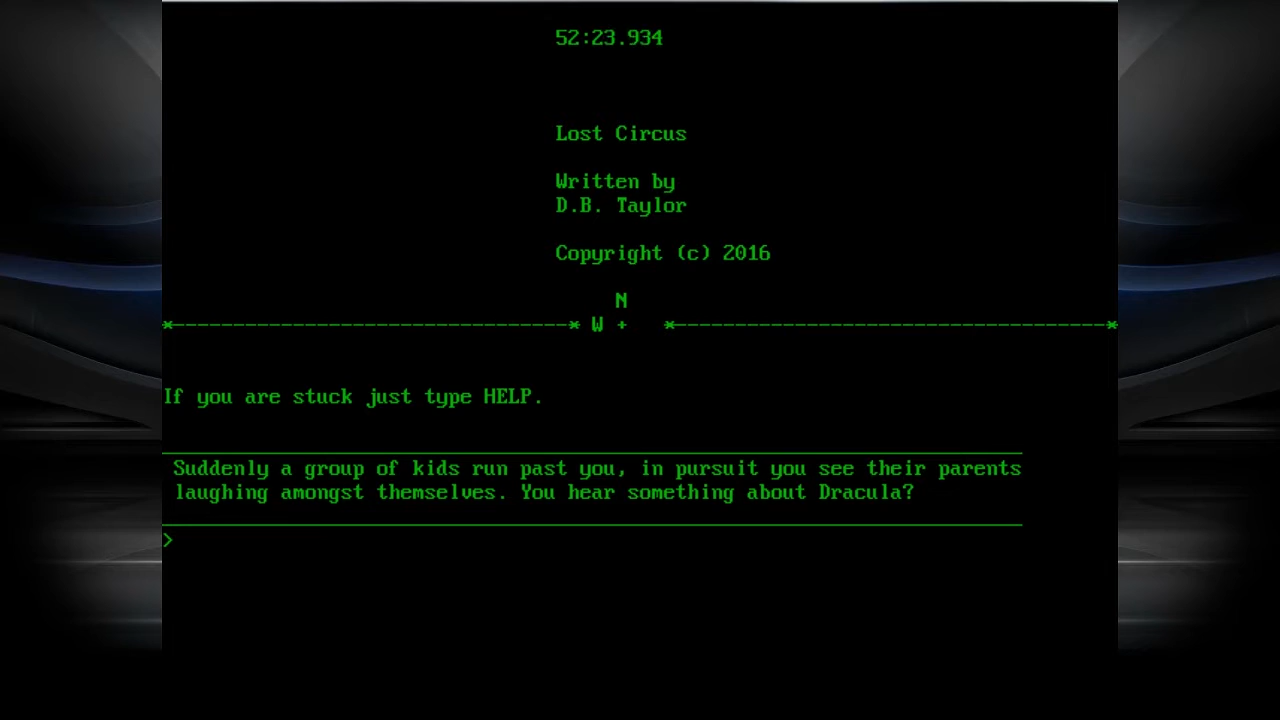 52:23.934
Lost Circus
Written by
D.B. Taylor
Copyright (c) 2016
N
*----------------------------------* W +   *-------------------------------------*
If you are stuck just type HELP.
Suddenly a group of kids run past you, in pursuit you see their parents
laughing amongst themselves. You hear something about Dracula?
>